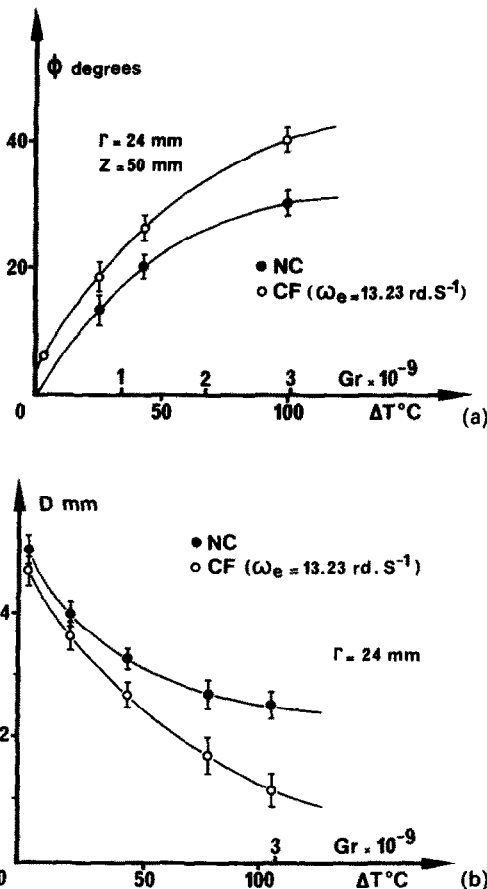 ϕ degrees
40
Γ = 24 mm
Z = 50 mm
20
NC
CF (ωe = 13.23 rd.S-1)
1 2 3 Gr × 10-9
0 50 100 ΔT°C (a)
D mm
NC
CF (ωe = 13.23 rd.S-1)
4
Γ = 24 mm
2
3 Gr × 10-9
0 50 100 ΔT°C (b)